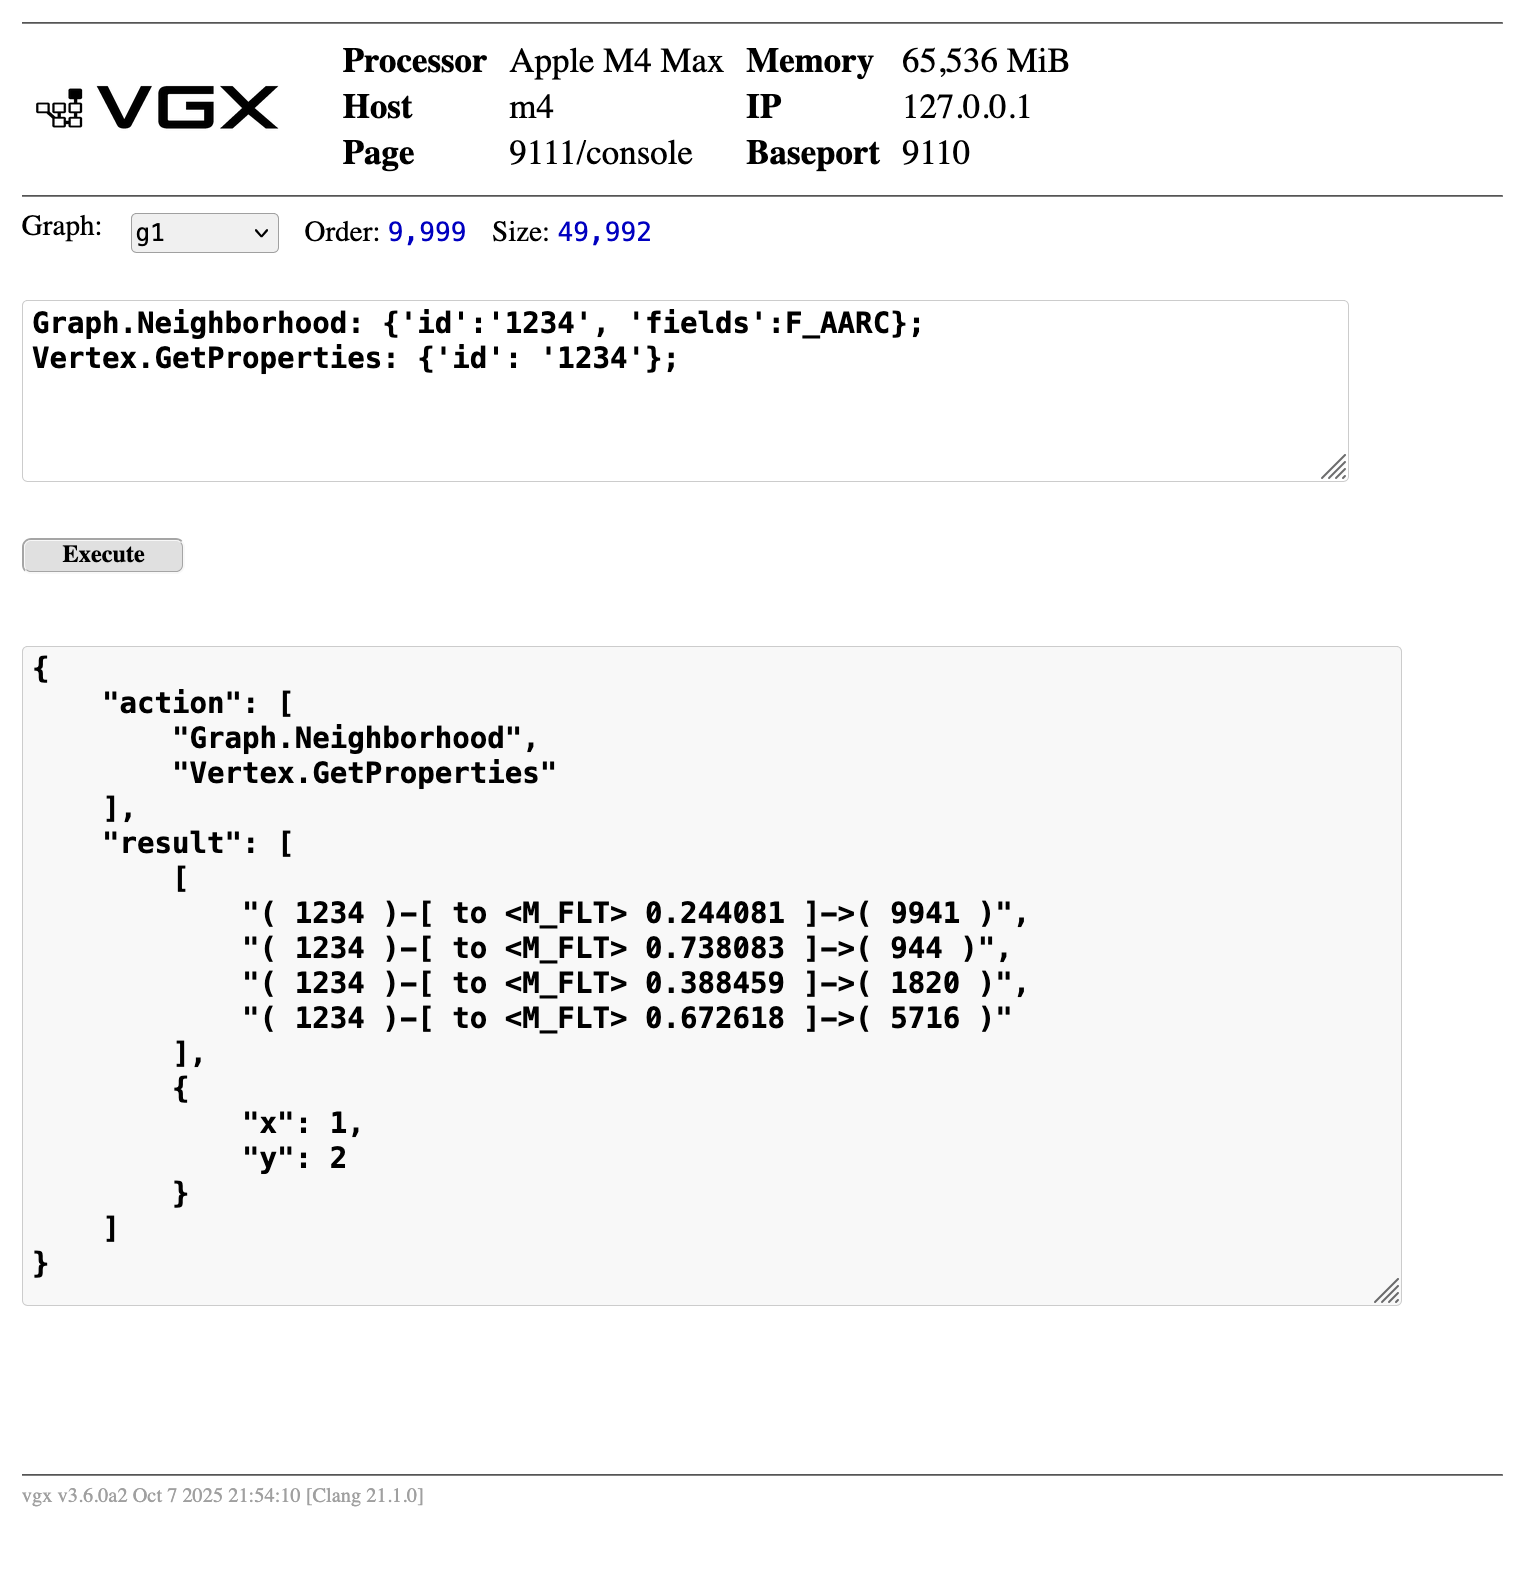 VGX
Processor Apple M4 Max Memory 65,536 MiB
Host m4 IP 127.0.0.1
Page 9111/console Baseport 9110
Graph: g1 Order: 9,999 Size: 49,992
Graph.Neighborhood: {'id':'1234', 'fields':F_AARC};
Vertex.GetProperties: {'id': '1234'};
Execute
{
    "action": [
        "Graph.Neighborhood",
        "Vertex.GetProperties"
    ],
    "result": [
        [
            "( 1234 )-[ to <M_FLT> 0.244081 ]->( 9941 )",
            "( 1234 )-[ to <M_FLT> 0.738083 ]->( 944 )",
            "( 1234 )-[ to <M_FLT> 0.388459 ]->( 1820 )",
            "( 1234 )-[ to <M_FLT> 0.672618 ]->( 5716 )"
        ],
        {
            "x": 1,
            "y": 2
        }
    ]
}
vgx v3.6.0a2 Oct 7 2025 21:54:10 [Clang 21.1.0]